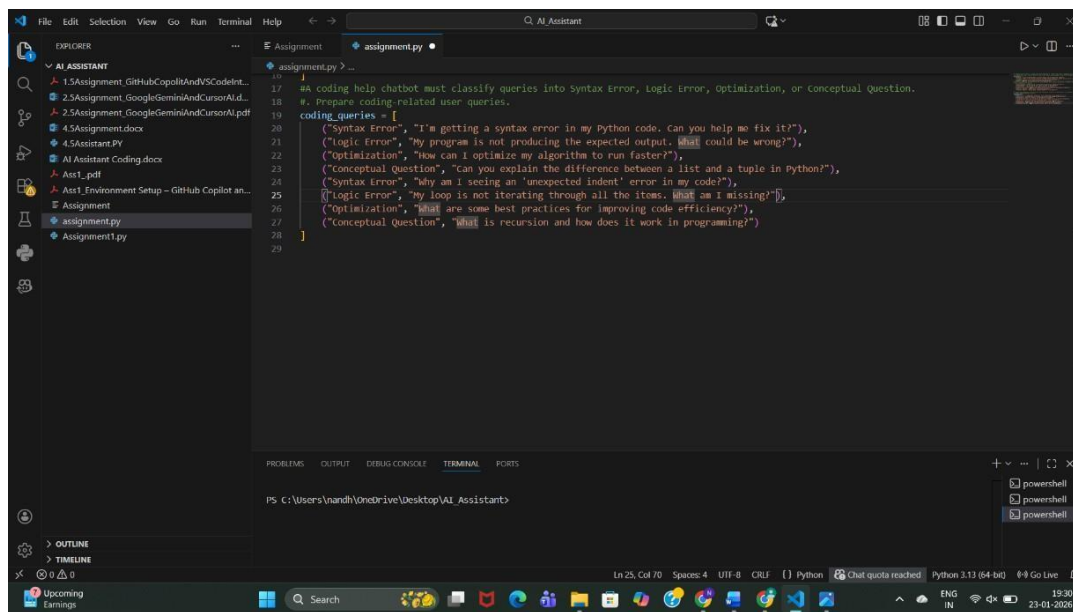 File Edit Selection View Go Run Terminal Help
AI_Assistant
EXPLORER
AI_ASSISTANT
1.5Assignment_GitHubCopolitAndVSCodeInt...
2.5Assignment_GoogleGeminiAndCursorAI.d...
2.5Assignment_GoogleGeminiAndCursorAI.pdf
4.5Assignment.docx
4.5Assistant.PY
AI Assistant Coding.docx
Ass1_.pdf
Ass1_Environment Setup – GitHub Copilot an...
Assignment
assignment.py
Assignment1.py
OUTLINE
TIMELINE
Assignment assignment.py
assignment.py > ...
16 ]
17 #A coding help chatbot must classify queries into Syntax Error, Logic Error, Optimization, or Conceptual Question.
18 #. Prepare coding-related user queries.
19 coding_queries = [
20 ("Syntax Error", "I'm getting a syntax error in my Python code. Can you help me fix it?"),
21 ("Logic Error", "My program is not producing the expected output. What could be wrong?"),
22 ("Optimization", "How can I optimize my algorithm to run faster?"),
23 ("Conceptual Question", "Can you explain the difference between a list and a tuple in Python?"),
24 ("Syntax Error", "Why am I seeing an 'unexpected indent' error in my code?"),
25 ("Logic Error", "My loop is not iterating through all the items. What am I missing?"),
26 ("Optimization", "What are some best practices for improving code efficiency?"),
27 ("Conceptual Question", "What is recursion and how does it work in programming?")
28 ]
29
PROBLEMS OUTPUT DEBUG CONSOLE TERMINAL PORTS
PS C:\Users\nandh\OneDrive\Desktop\AI_Assistant>
powershell
powershell
powershell
0 0 Ln 25, Col 70 Spaces: 4 UTF-8 CRLF {} Python Chat quota reached Python 3.13 (64-bit) Go Live
Upcoming
Earnings
Search
ENG
IN
19:30
23-01-2026